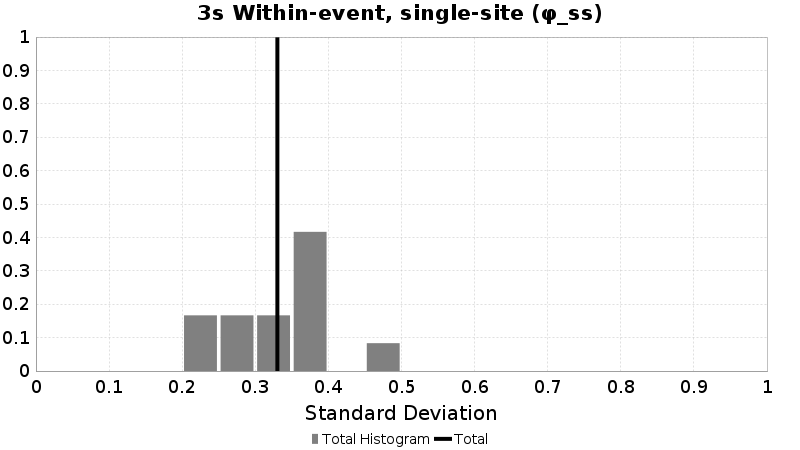 3s Within-event, single-site (φ_ss)
1
0.9
0.8
0.7
0.6
0.5
0.4
0.3
0.2
0.1
0
0 0.1 0.2 0.3 0.4 0.5 0.6 0.7 0.8 0.9 1
Standard Deviation
Total Histogram Total